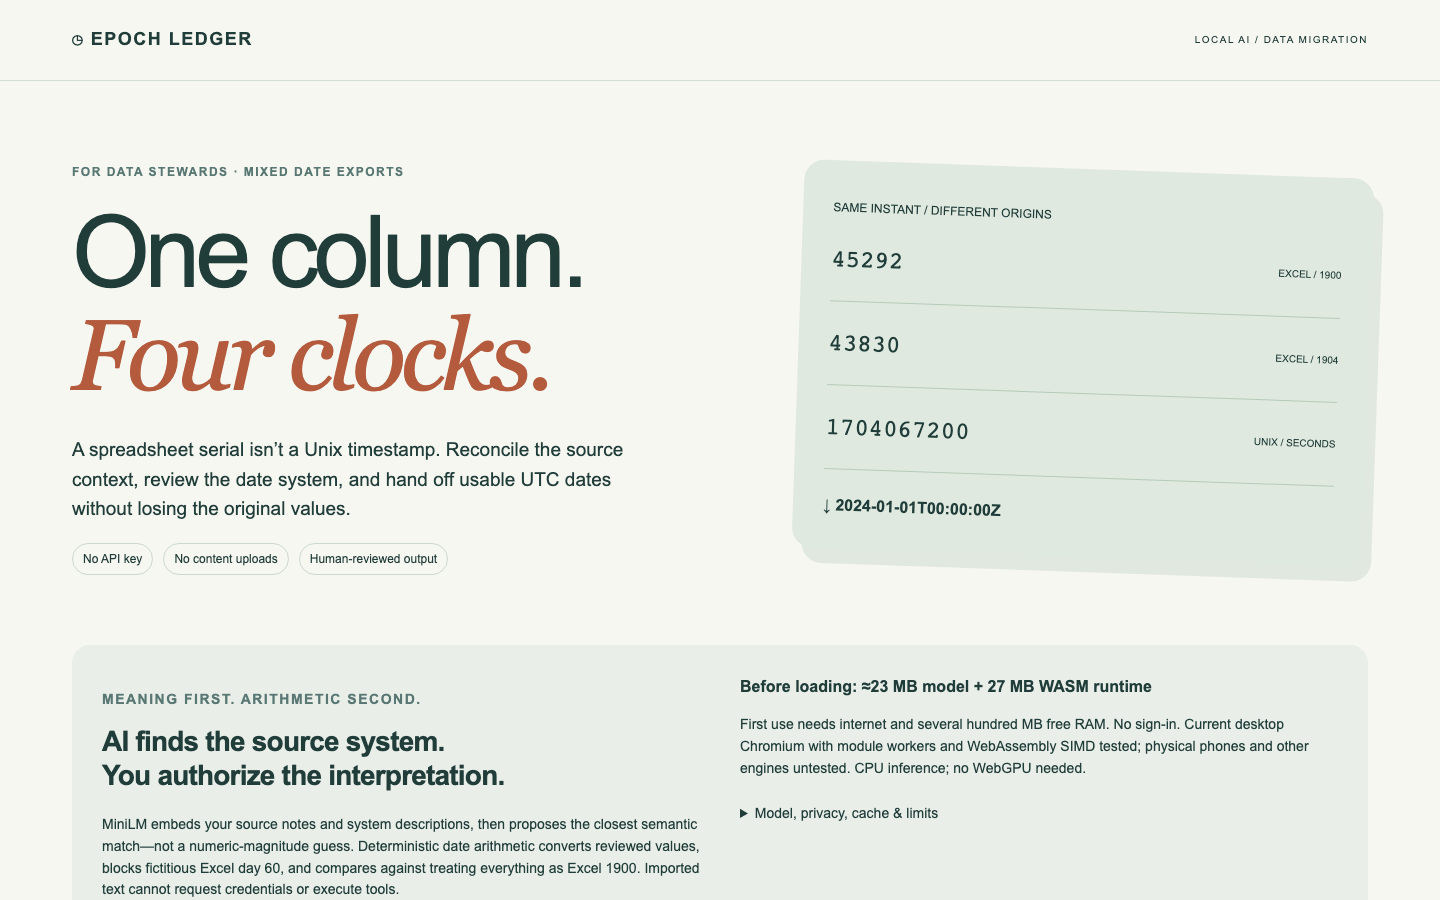 ◷ EPOCH LEDGER
LOCAL AI / DATA MIGRATION
FOR DATA STEWARDS · MIXED DATE EXPORTS
One column.
Four clocks.
A spreadsheet serial isn’t a Unix timestamp. Reconcile the source
context, review the date system, and hand off usable UTC dates
without losing the original values.
No API key
No content uploads
Human-reviewed output
SAME INSTANT / DIFFERENT ORIGINS
45292
EXCEL / 1900
43830
EXCEL / 1904
1704067200
UNIX / SECONDS
↓ 2024-01-01T00:00:00Z
MEANING FIRST. ARITHMETIC SECOND.
AI finds the source system.
You authorize the interpretation.
MiniLM embeds your source notes and system descriptions, then proposes the closest semantic
match—not a numeric-magnitude guess. Deterministic date arithmetic converts reviewed values,
blocks fictitious Excel day 60, and compares against treating everything as Excel 1900. Imported
text cannot request credentials or execute tools.
Before loading: ≈23 MB model + 27 MB WASM runtime
First use needs internet and several hundred MB free RAM. No sign-in. Current desktop
Chromium with module workers and WebAssembly SIMD tested; physical phones and other
engines untested. CPU inference; no WebGPU needed.
▶ Model, privacy, cache & limits